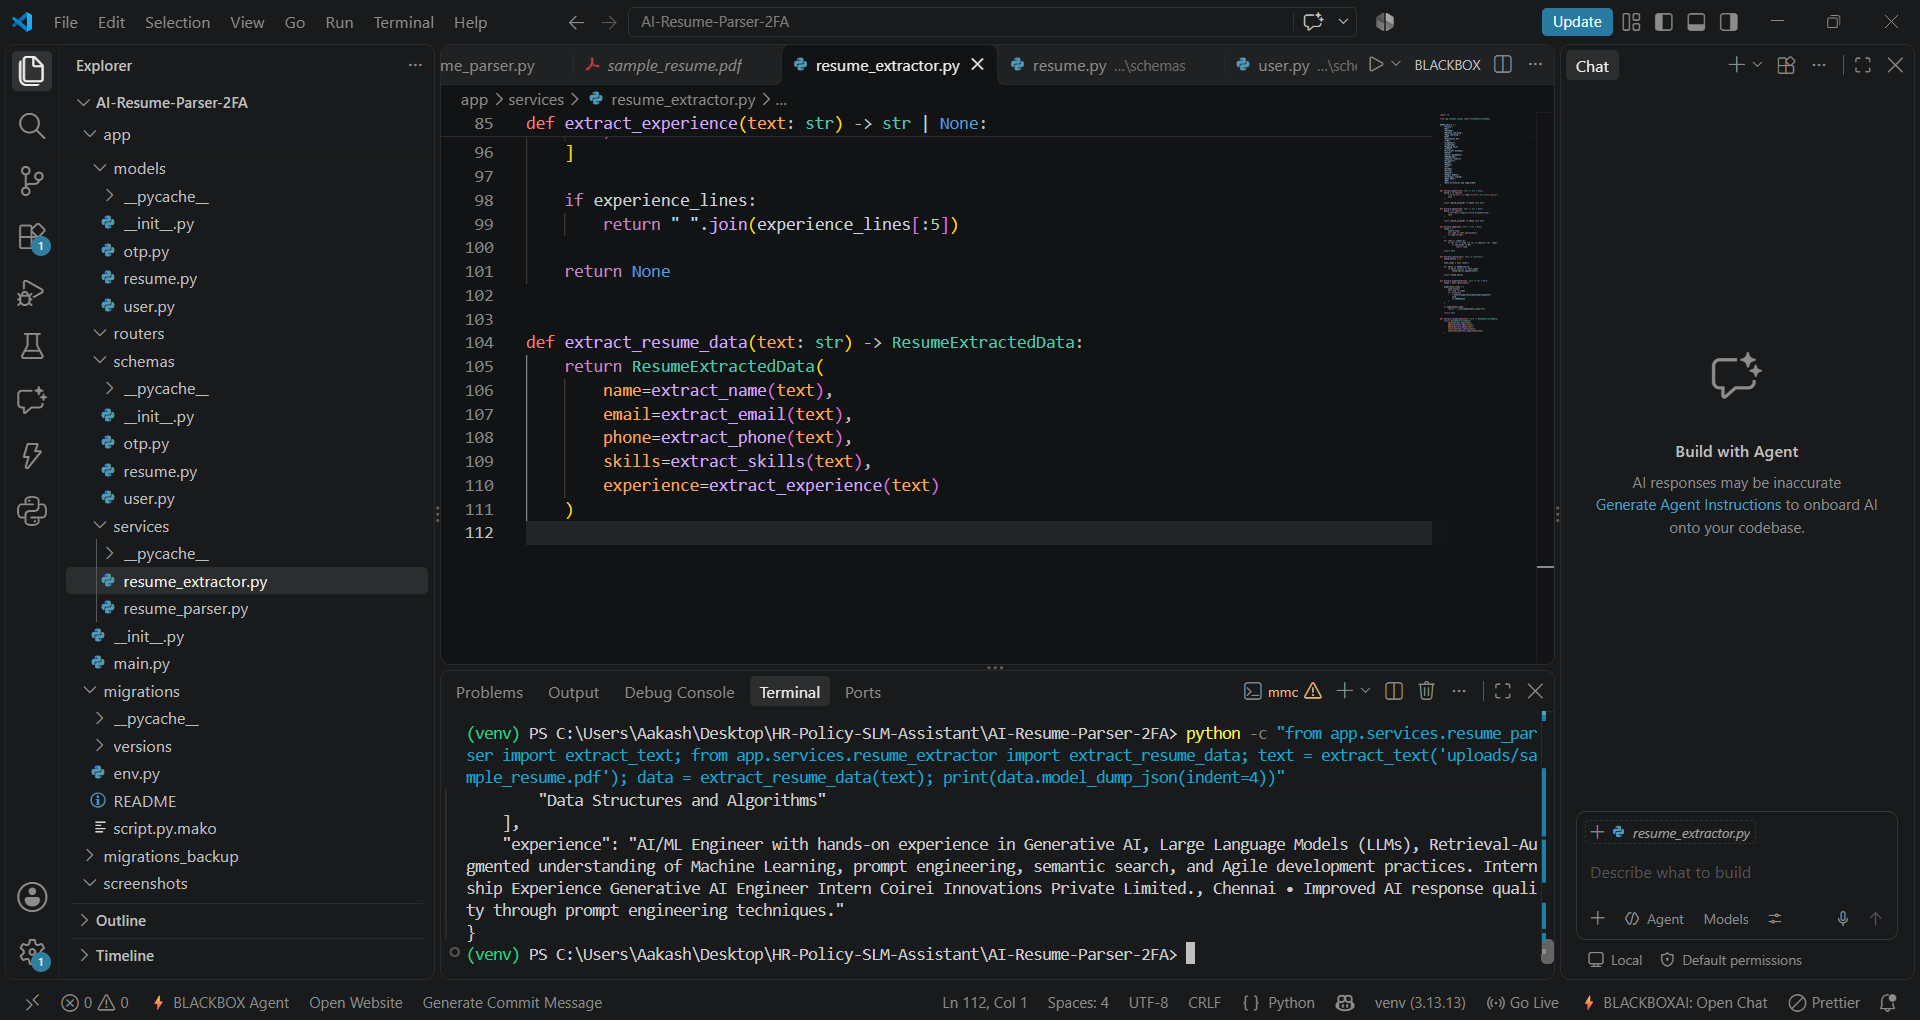 File Edit Selection View Go Run Terminal Help
AI-Resume-Parser-2FA
Update
Explorer
AI-Resume-Parser-2FA
app
models
__pycache__
__init__.py
otp.py
resume.py
user.py
routers
schemas
__pycache__
__init__.py
otp.py
resume.py
user.py
services
__pycache__
resume_extractor.py
resume_parser.py
__init__.py
main.py
migrations
__pycache__
versions
env.py
README
script.py.mako
migrations_backup
screenshots
Outline
Timeline
1
1
me_parser.py sample_resume.pdf resume_extractor.py resume.py ...\schemas user.py ...\sch BLACKBOX
app > services > resume_extractor.py > ...
85 def extract_experience(text: str) -> str | None:
96 ]
97
98 if experience_lines:
99 return " ".join(experience_lines[:5])
100
101 return None
102
103
104 def extract_resume_data(text: str) -> ResumeExtractedData:
105 return ResumeExtractedData(
106 name=extract_name(text),
107 email=extract_email(text),
108 phone=extract_phone(text),
109 skills=extract_skills(text),
110 experience=extract_experience(text)
111 )
112
Problems Output Debug Console Terminal Ports
mmc
(venv) PS C:\Users\Aakash\Desktop\HR-Policy-SLM-Assistant\AI-Resume-Parser-2FA> python -c "from app.services.resume_par
ser import extract_text; from app.services.resume_extractor import extract_resume_data; text = extract_text('uploads/sa
mple_resume.pdf'); data = extract_resume_data(text); print(data.model_dump_json(indent=4))"
"Data Structures and Algorithms"
],
"experience": "AI/ML Engineer with hands-on experience in Generative AI, Large Language Models (LLMs), Retrieval-Au
gmented understanding of Machine Learning, prompt engineering, semantic search, and Agile development practices. Intern
ship Experience Generative AI Engineer Intern Coirei Innovations Private Limited., Chennai • Improved AI response quali
ty through prompt engineering techniques."
}
(venv) PS C:\Users\Aakash\Desktop\HR-Policy-SLM-Assistant\AI-Resume-Parser-2FA>
Chat
Build with Agent
AI responses may be inaccurate
Generate Agent Instructions to onboard AI
onto your codebase.
resume_extractor.py
Describe what to build
Agent Models
Local Default permissions
0 0 BLACKBOX Agent Open Website Generate Commit Message Ln 112, Col 1 Spaces: 4 UTF-8 CRLF {} Python venv (3.13.13) Go Live BLACKBOXAI: Open Chat Prettier